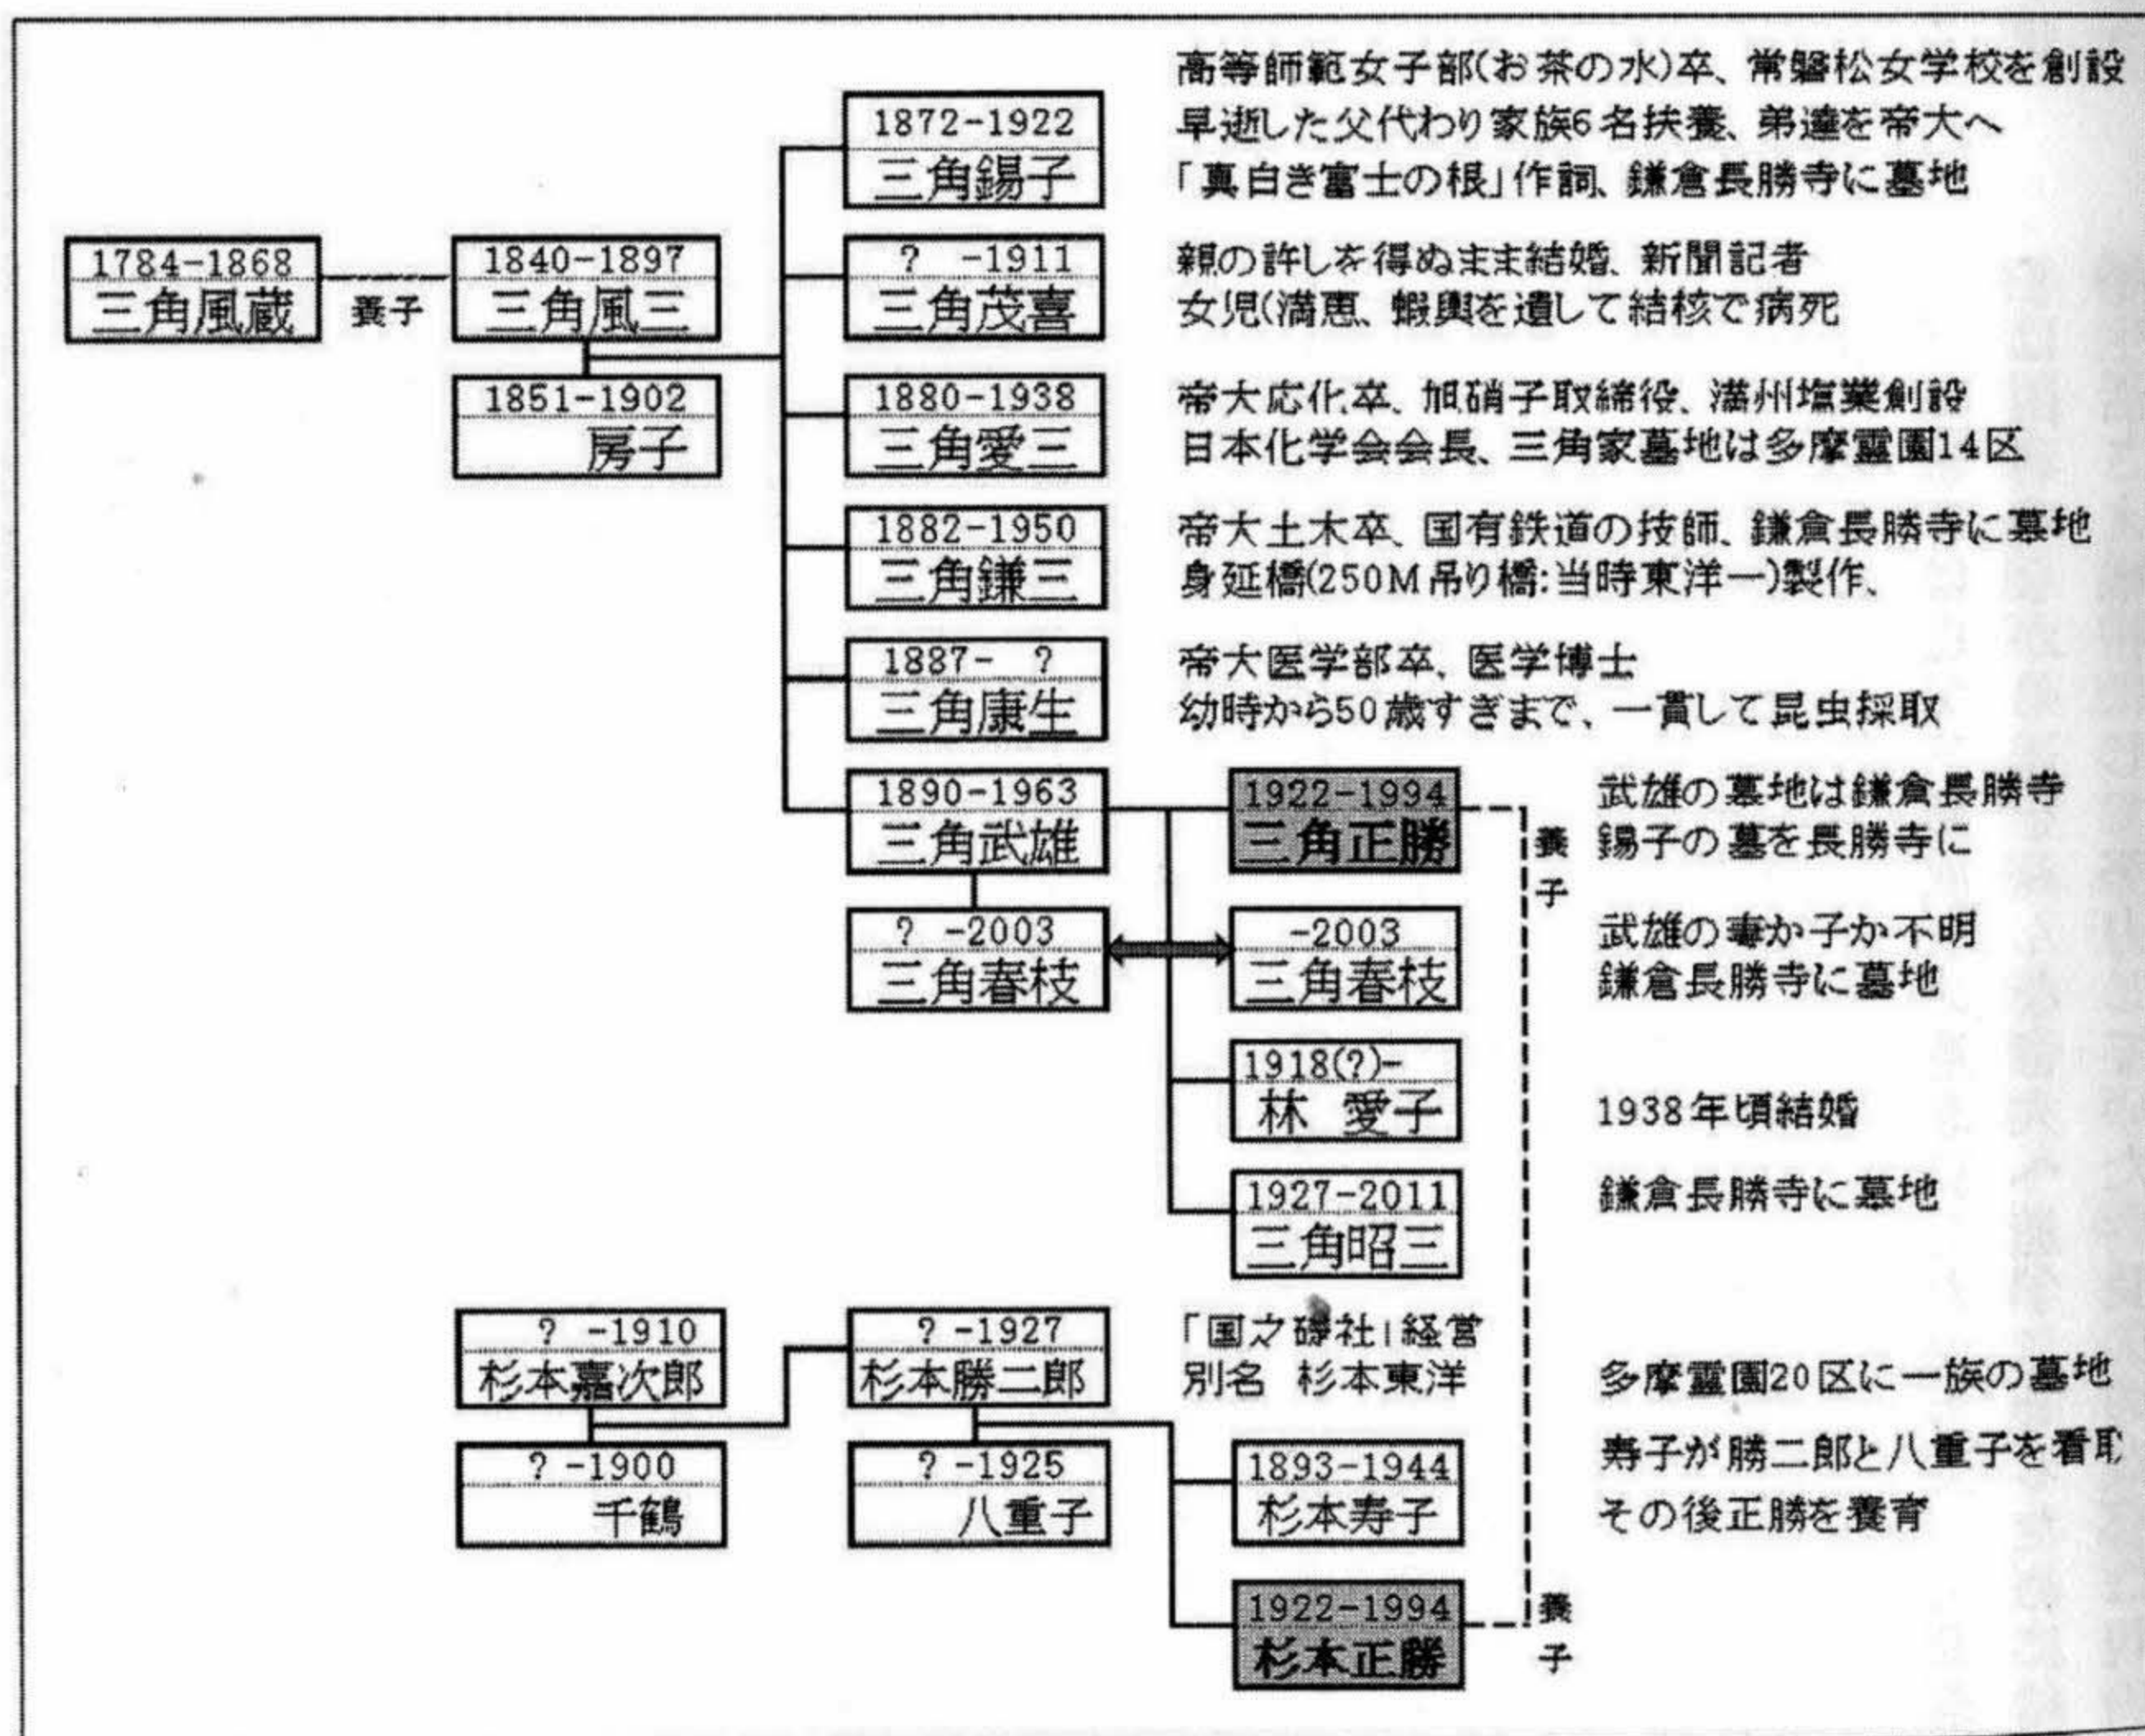 高等師範女子部(お茶の水)卒、常磐松女学校を創設
1872-1922
早逝した父代わり家族6名扶養、弟達を帝大へ
三角錫子
「真白き富士の根」作詞、鎌倉長勝寺に墓地
1784-1868
三角風蔵
養子
1840-1897
三角風三
? -1911
三角茂喜
親の許しを得ぬまま結婚、新聞記者
女児(満恵、蝦輿を遺して結核で病死
1851-1902
房子
1880-1938
三角愛三
帝大応化卒、旭硝子取締役、満州塩業創設
日本化学会会長、三角家墓地は多摩霊園14区
1882-1950
三角鎌三
帝大土木卒、国有鉄道の技師、鎌倉長勝寺に墓地
身延橋(250M吊り橋:当時東洋一)製作、
1887- ?
三角康生
帝大医学部卒、医学博士
幼時から50歳すぎまで、一貫して昆虫採取
1890-1963
三角武雄
1922-1994
三角正勝
養子
武雄の墓地は鎌倉長勝寺
錫子の墓を長勝寺に
? -2003
三角春枝
-2003
三角春枝
武雄の妻か子か不明
鎌倉長勝寺に墓地
1918(?)-
林 愛子
1938年頃結婚
1927-2011
三角昭三
鎌倉長勝寺に墓地
? -1910
杉本嘉次郎
? -1927
杉本勝二郎
「国之礎社」経営
別名 杉本東洋
多摩霊園20区に一族の墓地
? -1900
千鶴
? -1925
八重子
1893-1944
杉本寿子
寿子が勝二郎と八重子を看取
その後正勝を養育
1922-1994
杉本正勝
養子